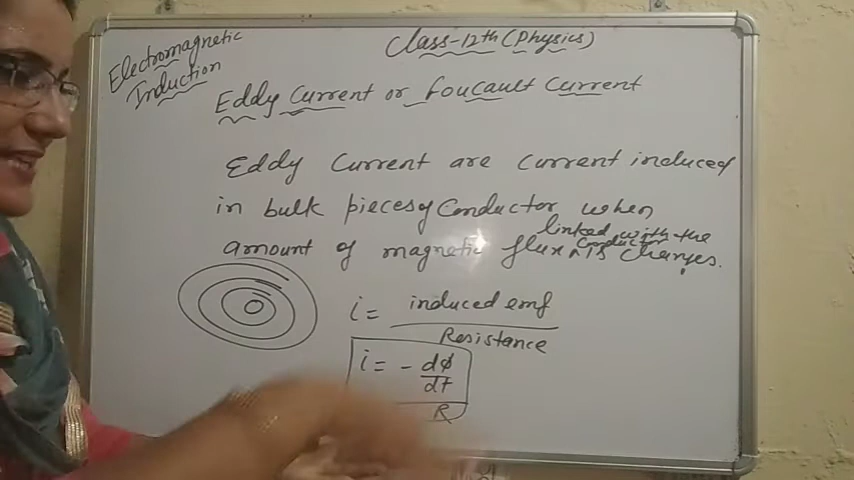 Electromagnetic
Induction
Class-12th (Physics)
Eddy Current or Foucault Current
Eddy Current are current induced
in bulk pieces of Conductor when
linked with the
conductor
amount of magnetic flux ^ is changes.
i = induced emf
Resistance
i = - dϕ
dt
R